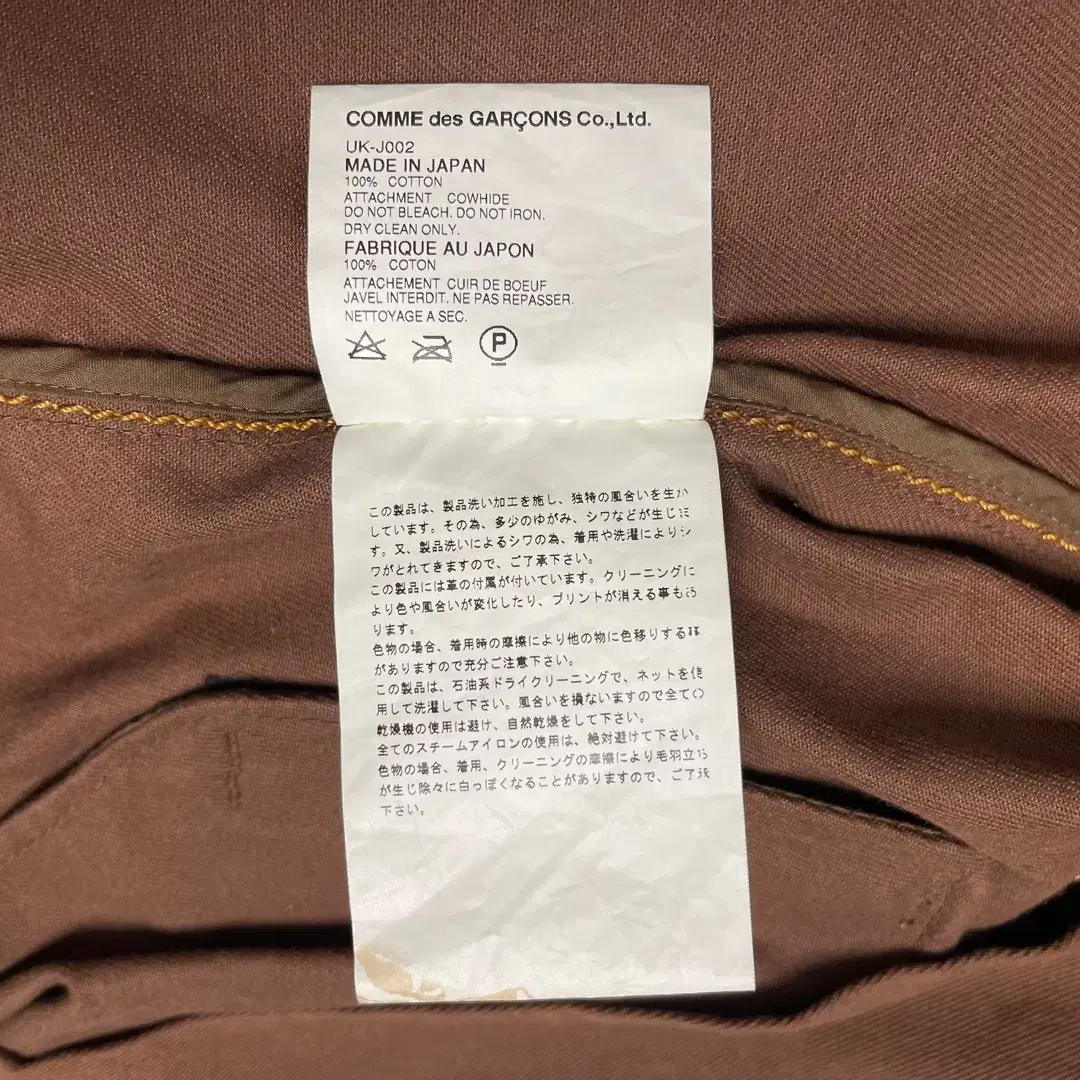 COMME des GARÇONS Co.,Ltd.
UK-J002
MADE IN JAPAN
100% COTTON
ATTACHMENT COWHIDE
DO NOT BLEACH. DO NOT IRON.
DRY CLEAN ONLY.
FABRIQUE AU JAPON
100% COTON
ATTACHEMENT CUIR DE BOEUF
JAVEL INTERDIT. NE PAS REPASSER.
NETTOYAGE A SEC.
P
この製品は、製品洗い加工を施し、独特の風合いを生か
しています。その為、多少のゆがみ、シワなどが生じま
す。又、製品洗いによるシワの為、着用や洗濯によりシ
ワがとれてきますので、ご了承下さい。
この製品には革の付属が付いています。クリーニングに
より色や風合いが変化したり、プリントが消える事もあ
ります。
色物の場合、着用時の摩擦により他の物に色移りする事
がありますので充分ご注意下さい。
この製品は、石油系ドライクリーニングで、ネットを使
用して洗濯して下さい。風合いを損ないますので全ての
乾燥機の使用は避け、自然乾燥をして下さい。
全てのスチームアイロンの使用は、絶対避けて下さい。
色物の場合、着用、クリーニングの摩擦により毛羽立ち
が生じ除々に白っぽくなることがありますので、ご了承
下さい。